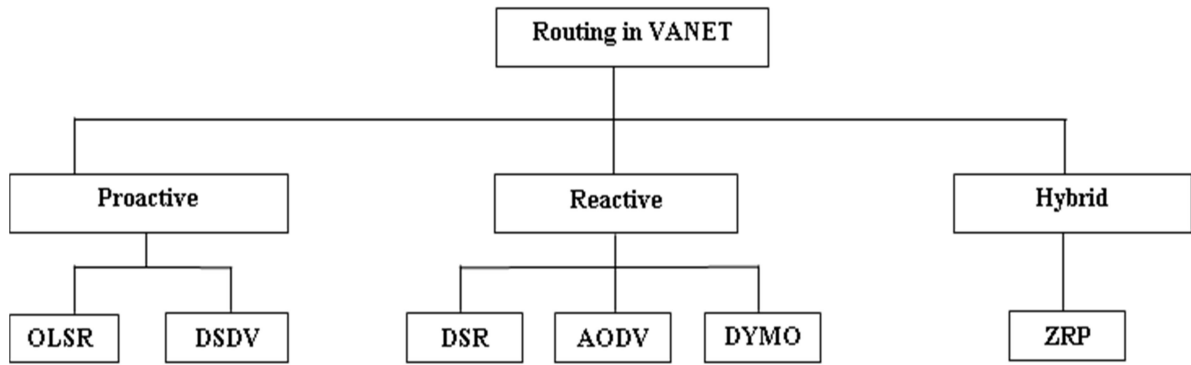 Routing in VANET
Proactive
Reactive
Hybrid
OLSR
DSDV
DSR
AODV
DYMO
ZRP